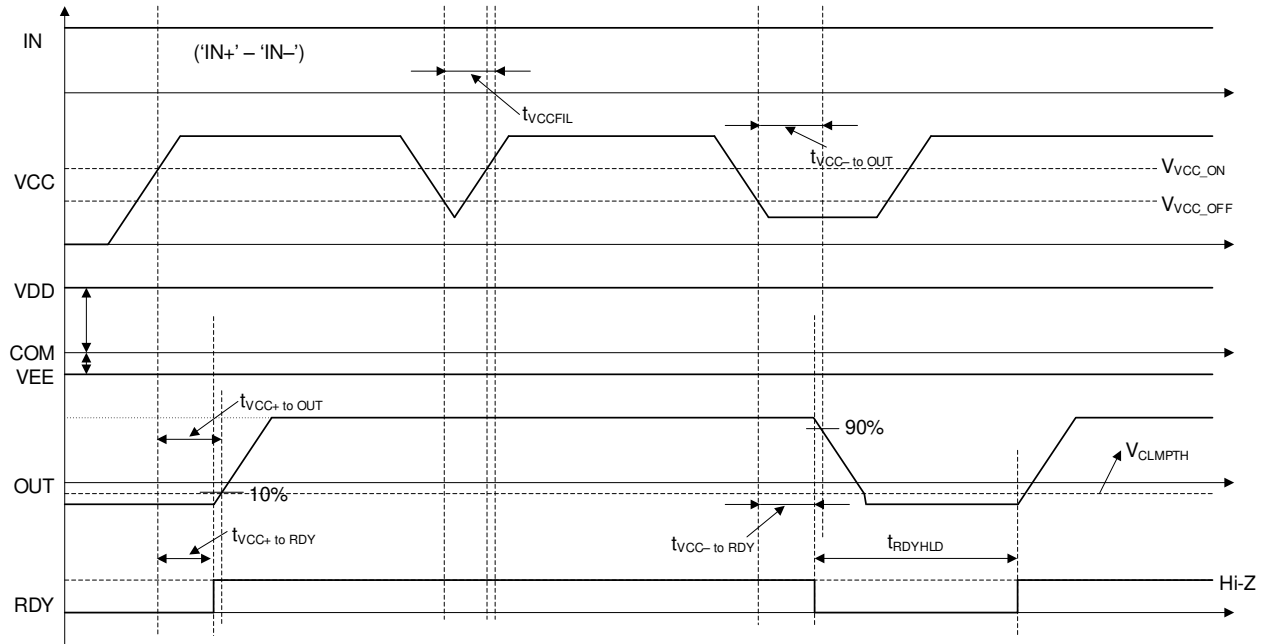 IN
('IN+' – 'IN–')
tVCCFIL
tVCC– to OUT
VCC
VVCC_ON
VVCC_OFF
VDD
COM
VEE
tVCC+ to OUT
90%
VCLMPTH
OUT
10%
tVCC+ to RDY
tVCC– to RDY
tRDYHLD
Hi-Z
RDY